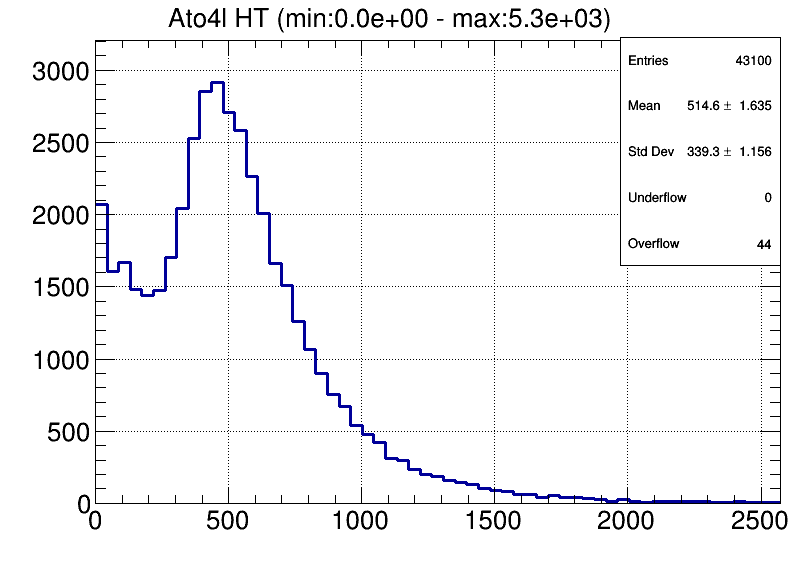 Ato4l HT (min:0.0e+00 - max:5.3e+03)
Entries 43100
Mean 514.6 ± 1.635
Std Dev 339.3 ± 1.156
Underflow 0
Overflow 44
3000
2500
2000
1500
1000
500
0
0 500 1000 1500 2000 2500